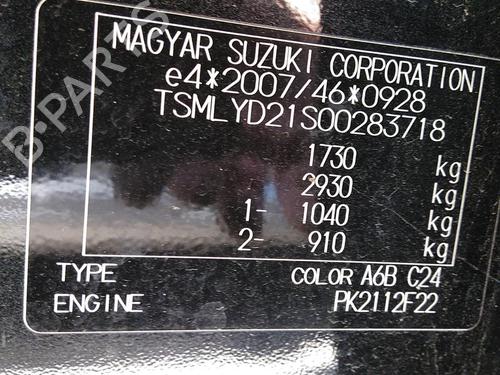 MAGYAR SUZUKI CORPORATION
e4*2007/46*0928
TSMLYD21S00283718
1730 kg
2930 kg
1- 1040 kg
2- 910 kg
TYPE COLOR A6B C24
ENGINE PK2112F22
B-PARTS